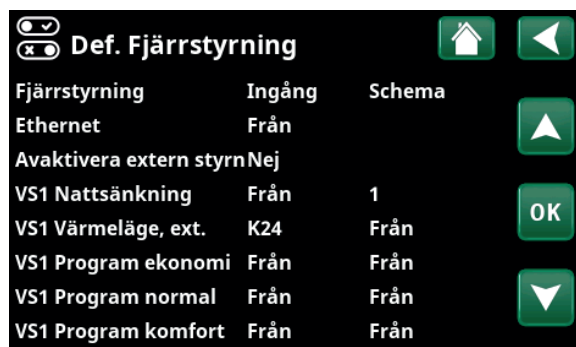 Def. Fjärrstyrning
Fjärrstyrning Ingång Schema
Ethernet Från
Avaktivera extern styrn Nej
VS1 Nattsänkning Från 1
OK
VS1 Värmeläge, ext. K24 Från
VS1 Program ekonomi Från Från
VS1 Program normal Från Från
VS1 Program komfort Från Från